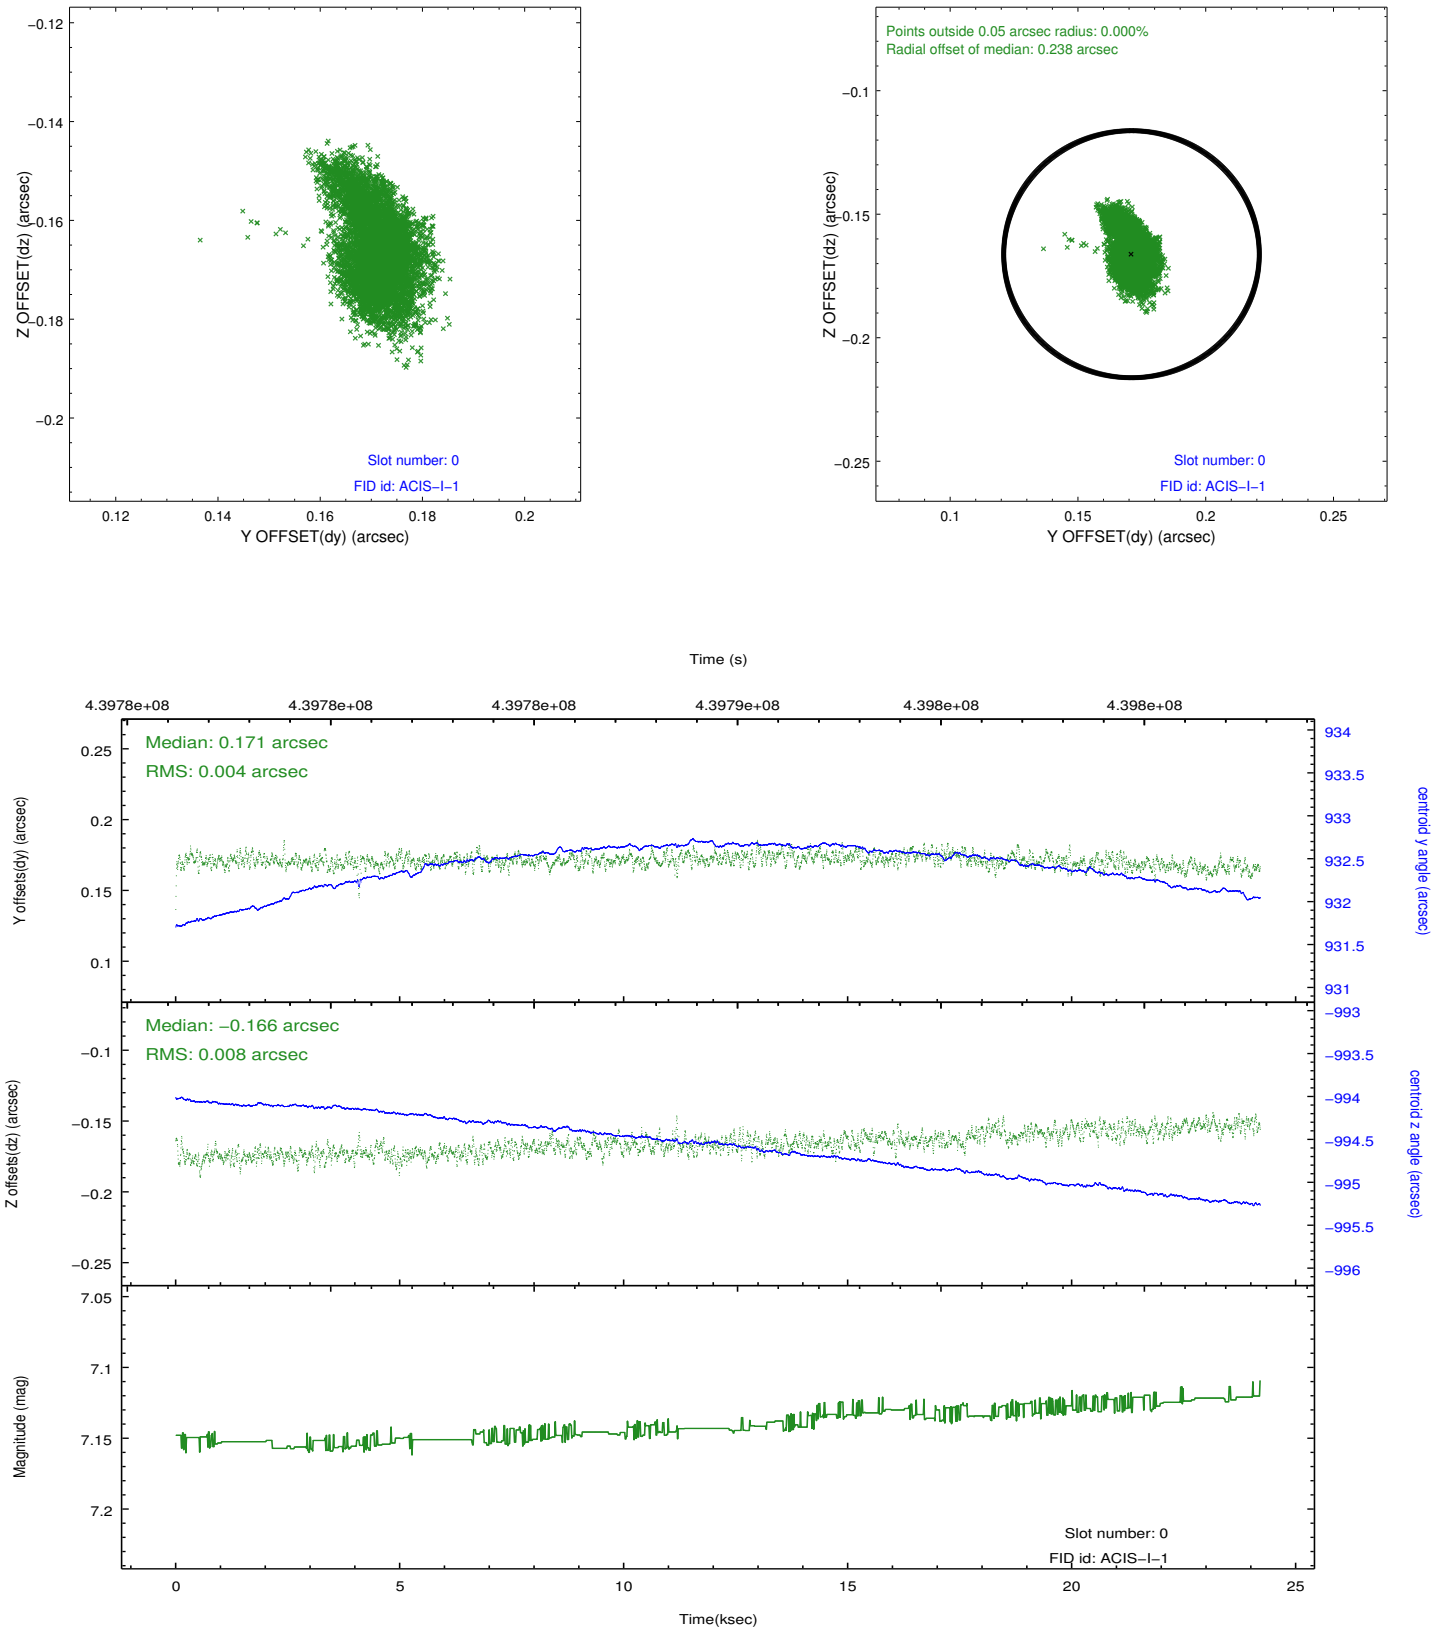 −0.12
−0.14
−0.16
−0.18
−0.2
Z OFFSET(dz) (arcsec)
Slot number: 0
FID id: ACIS−I−1
0.12 0.14 0.16 0.18 0.2
Y OFFSET(dy) (arcsec)
Points outside 0.05 arcsec radius: 0.000%
Radial offset of median: 0.238 arcsec
−0.1
−0.15
−0.2
−0.25
Z OFFSET(dz) (arcsec)
Slot number: 0
FID id: ACIS−I−1
0.1 0.15 0.2 0.25
Y OFFSET(dy) (arcsec)
Time (s)
4.3978e+08 4.3978e+08 4.3978e+08 4.3979e+08 4.398e+08 4.398e+08
Median: 0.171 arcsec
RMS: 0.004 arcsec
0.25
0.2
0.15
0.1
Y offsets(dy) (arcsec)
934
933.5
933
932.5
932
931.5
931
centroid y angle (arcsec)
Median: −0.166 arcsec
RMS: 0.008 arcsec
−0.1
−0.15
−0.2
−0.25
Z offsets(dz) (arcsec)
−993
−993.5
−994
−994.5
−995
−995.5
−996
centroid z angle (arcsec)
7.05
7.1
7.15
7.2
Magnitude (mag)
Slot number: 0
FID id: ACIS−I−1
0 5 10 15 20 25
Time(ksec)